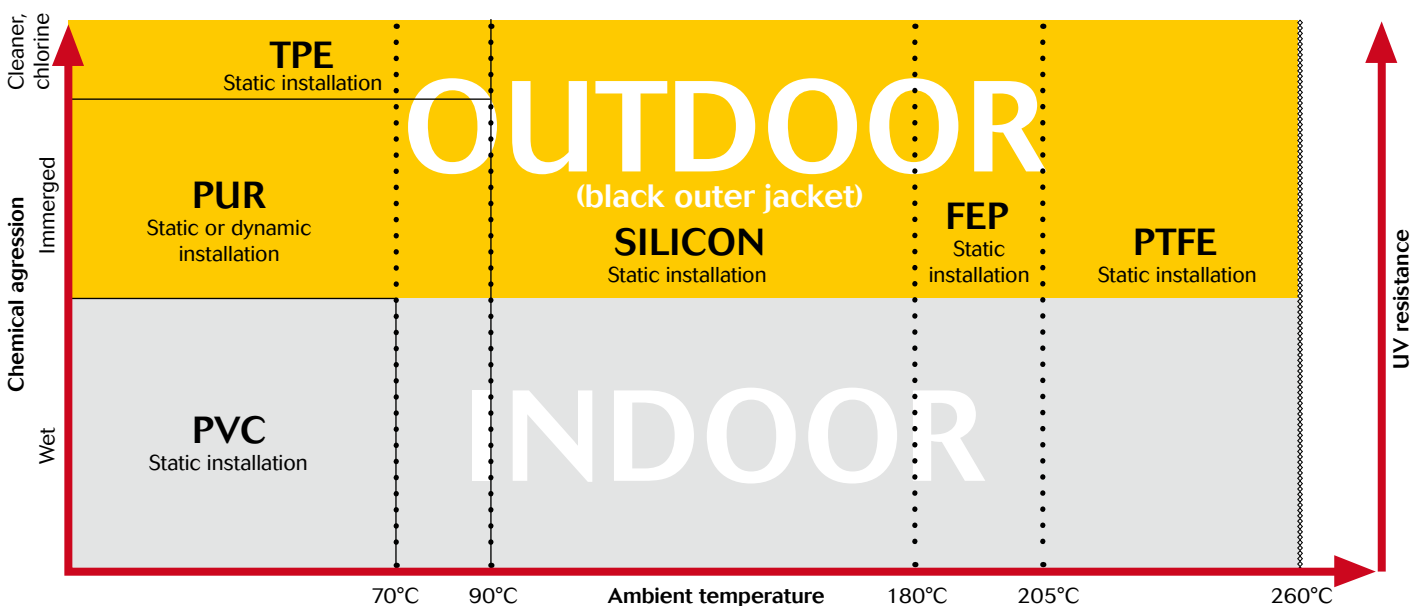 Cleaner,
chlorine
Immerged
Wet
Chemical agression
TPE
Static installation
OUTDOOR
(black outer jacket)
PUR
Static or dynamic
installation
SILICON
Static installation
FEP
Static
installation
PTFE
Static installation
PVC
Static installation
INDOOR
UV resistance
70°C
90°C
Ambient temperature
180°C
205°C
260°C